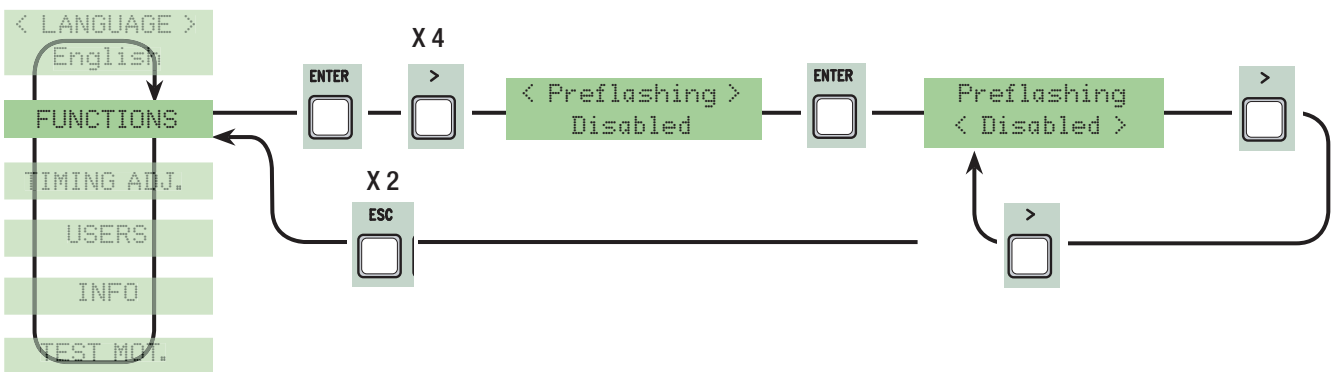 < LANGUAGE >
English
FUNCTIONS
TIMING ADJ.
USERS
INFO
TEST MOT.
ENTER
X 4
>
< Preflashing >
Disabled
ENTER
Preflashing
< Disabled >
>
>
X 2
ESC